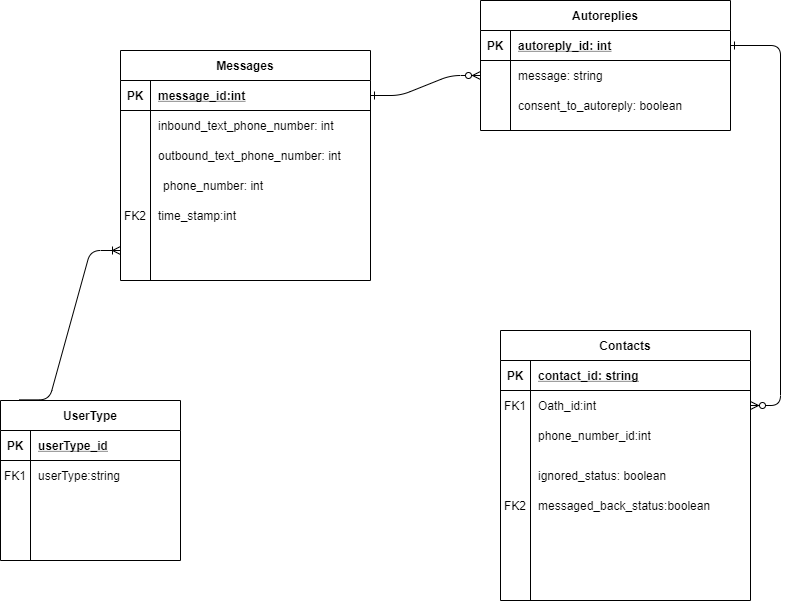 Autoreplies
PK autoreply_id: int
message: string
consent_to_autoreply: boolean
Messages
PK message_id:int
inbound_text_phone_number: int
outbound_text_phone_number: int
phone_number: int
FK2 time_stamp:int
Contacts
PK contact_id: string
FK1 Oath_id:int
phone_number_id:int
ignored_status: boolean
FK2 messaged_back_status:boolean
UserType
PK userType_id
FK1 userType:string